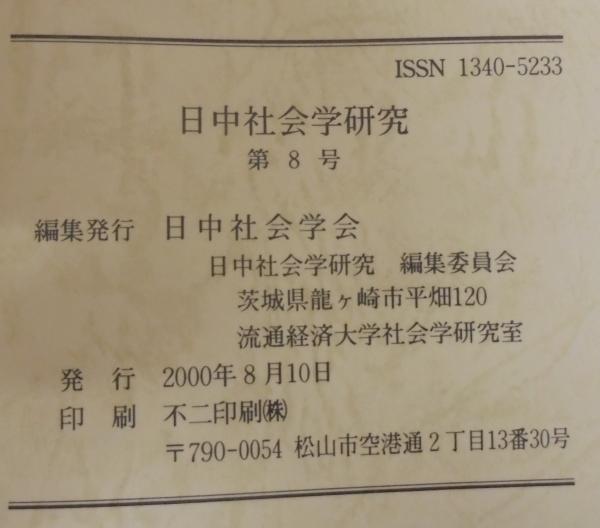 ISSN 1340-5233
日中社会学研究
第 8 号
編集発行 日中社会学会
日中社会学研究 編集委員会
茨城県龍ヶ崎市平畑120
流通経済大学社会学研究室
発 行 2000年8月10日
印 刷 不二印刷㈱
〒790-0054 松山市空港通2丁目13番30号